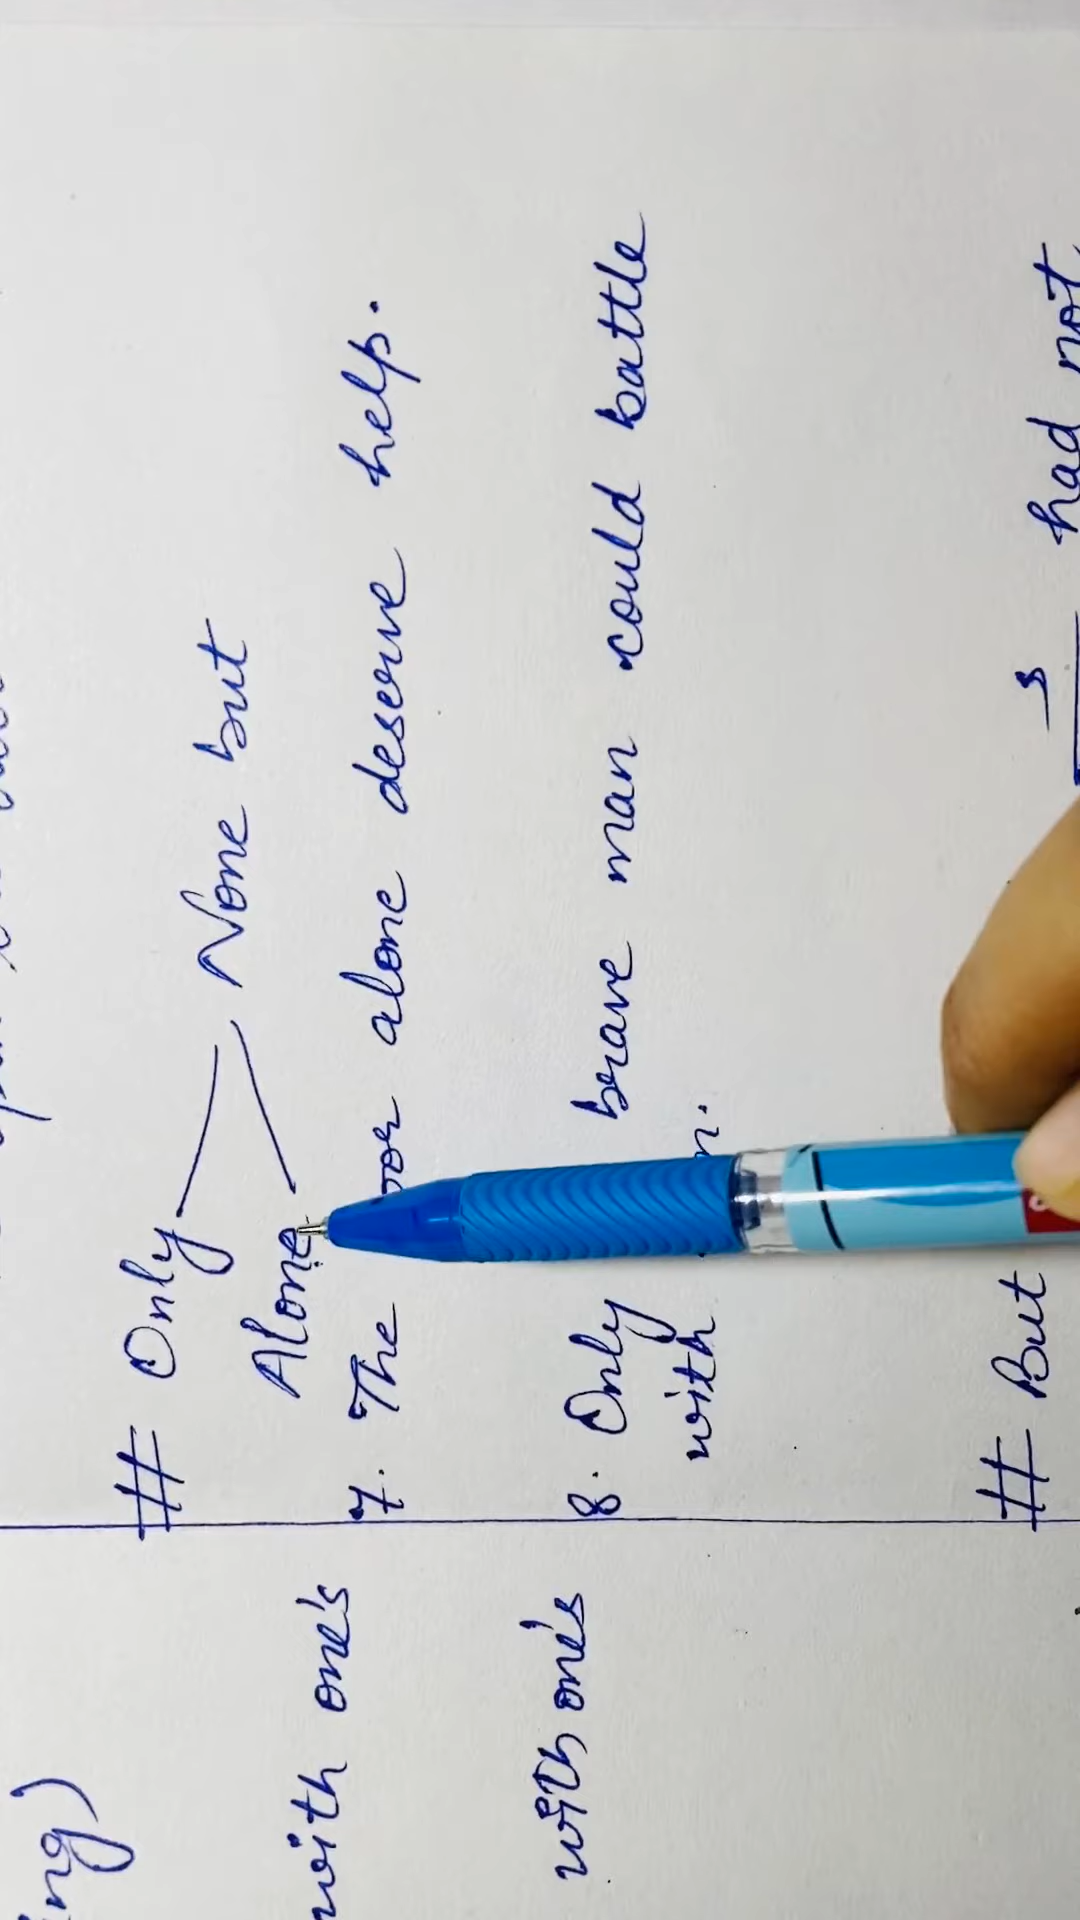 # Only None but
Alone
7. The alone deserve help.
8. Only brave man could battle
with
# But had not
with one's
with one's